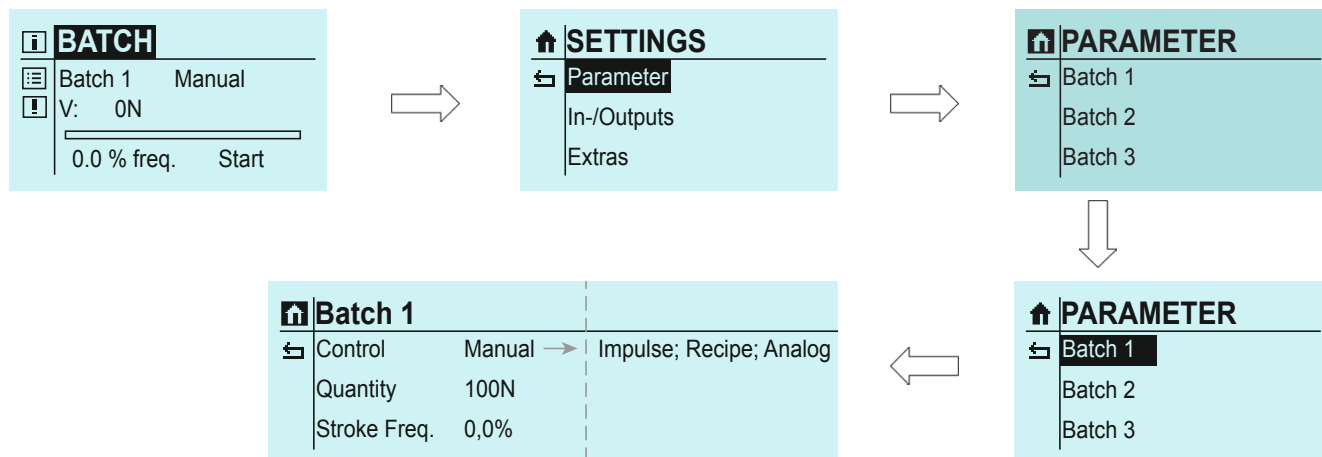 BATCH
Batch 1 Manual
V: 0N
0.0 % freq. Start
SETTINGS
Parameter
In-/Outputs
Extras
PARAMETER
Batch 1
Batch 2
Batch 3
PARAMETER
Batch 1
Batch 2
Batch 3
Batch 1
Control Manual Impulse; Recipe; Analog
Quantity 100N
Stroke Freq. 0,0%